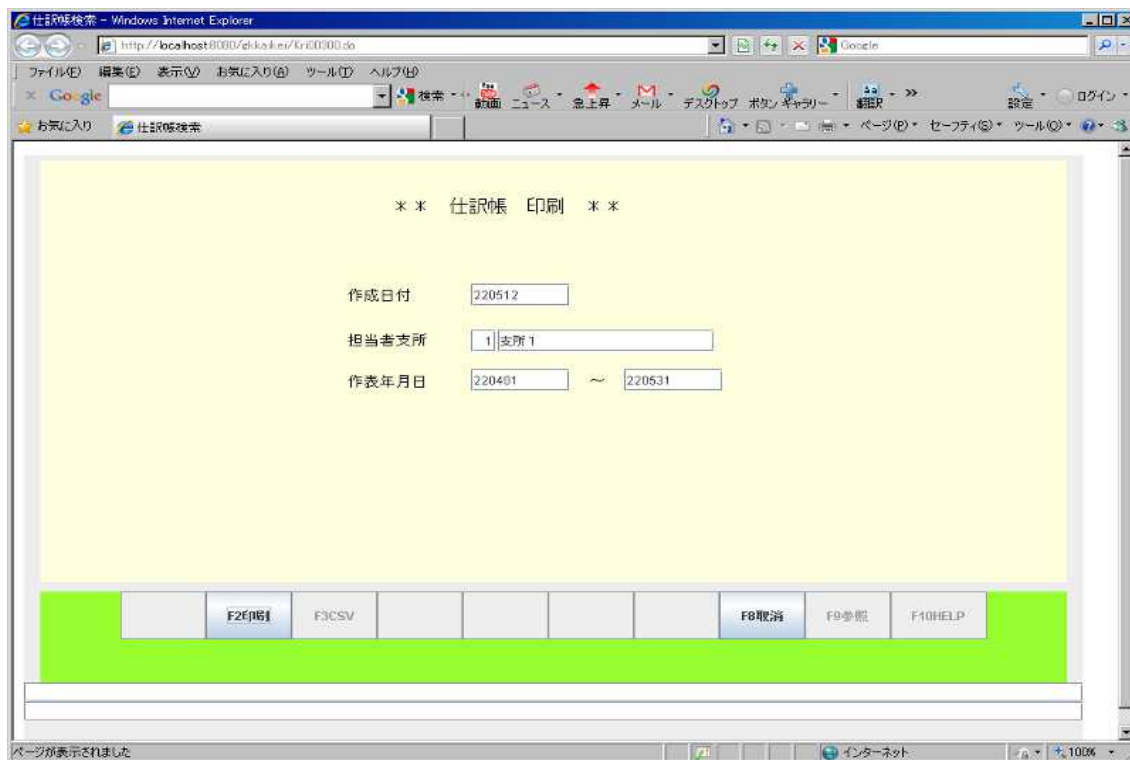 仕訳帳検索 - Windows Internet Explorer
http://localhost:8080/gkkaikei/Kri00300.do
Google
ファイル(F) 編集(E) 表示(V) お気に入り(A) ツール(T) ヘルプ(H)
× Google 検索 動画 ニュース 急上昇 メール デスクトップ ボタン ギャラリー 翻訳 » 設定 ログイン
お気に入り 仕訳帳検索 ページ(P) セーフティ(S) ツール(O)
** 仕訳帳 印刷 **
作成日付 220512
担当者支所 1 支所1
作表年月日 220401 ~ 220531
F2印刷 F3CSV F8取消 F9参照 F10HELP
ページが表示されました インターネット 100%